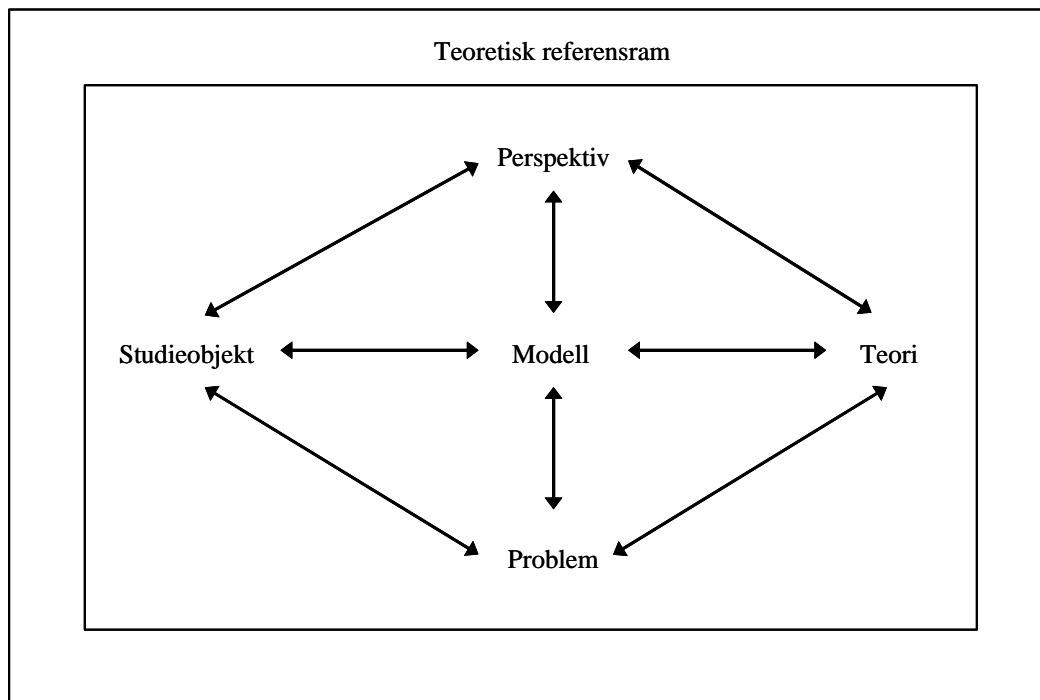 Teoretisk referensram
Perspektiv
Studieobjekt
Modell
Teori
Problem